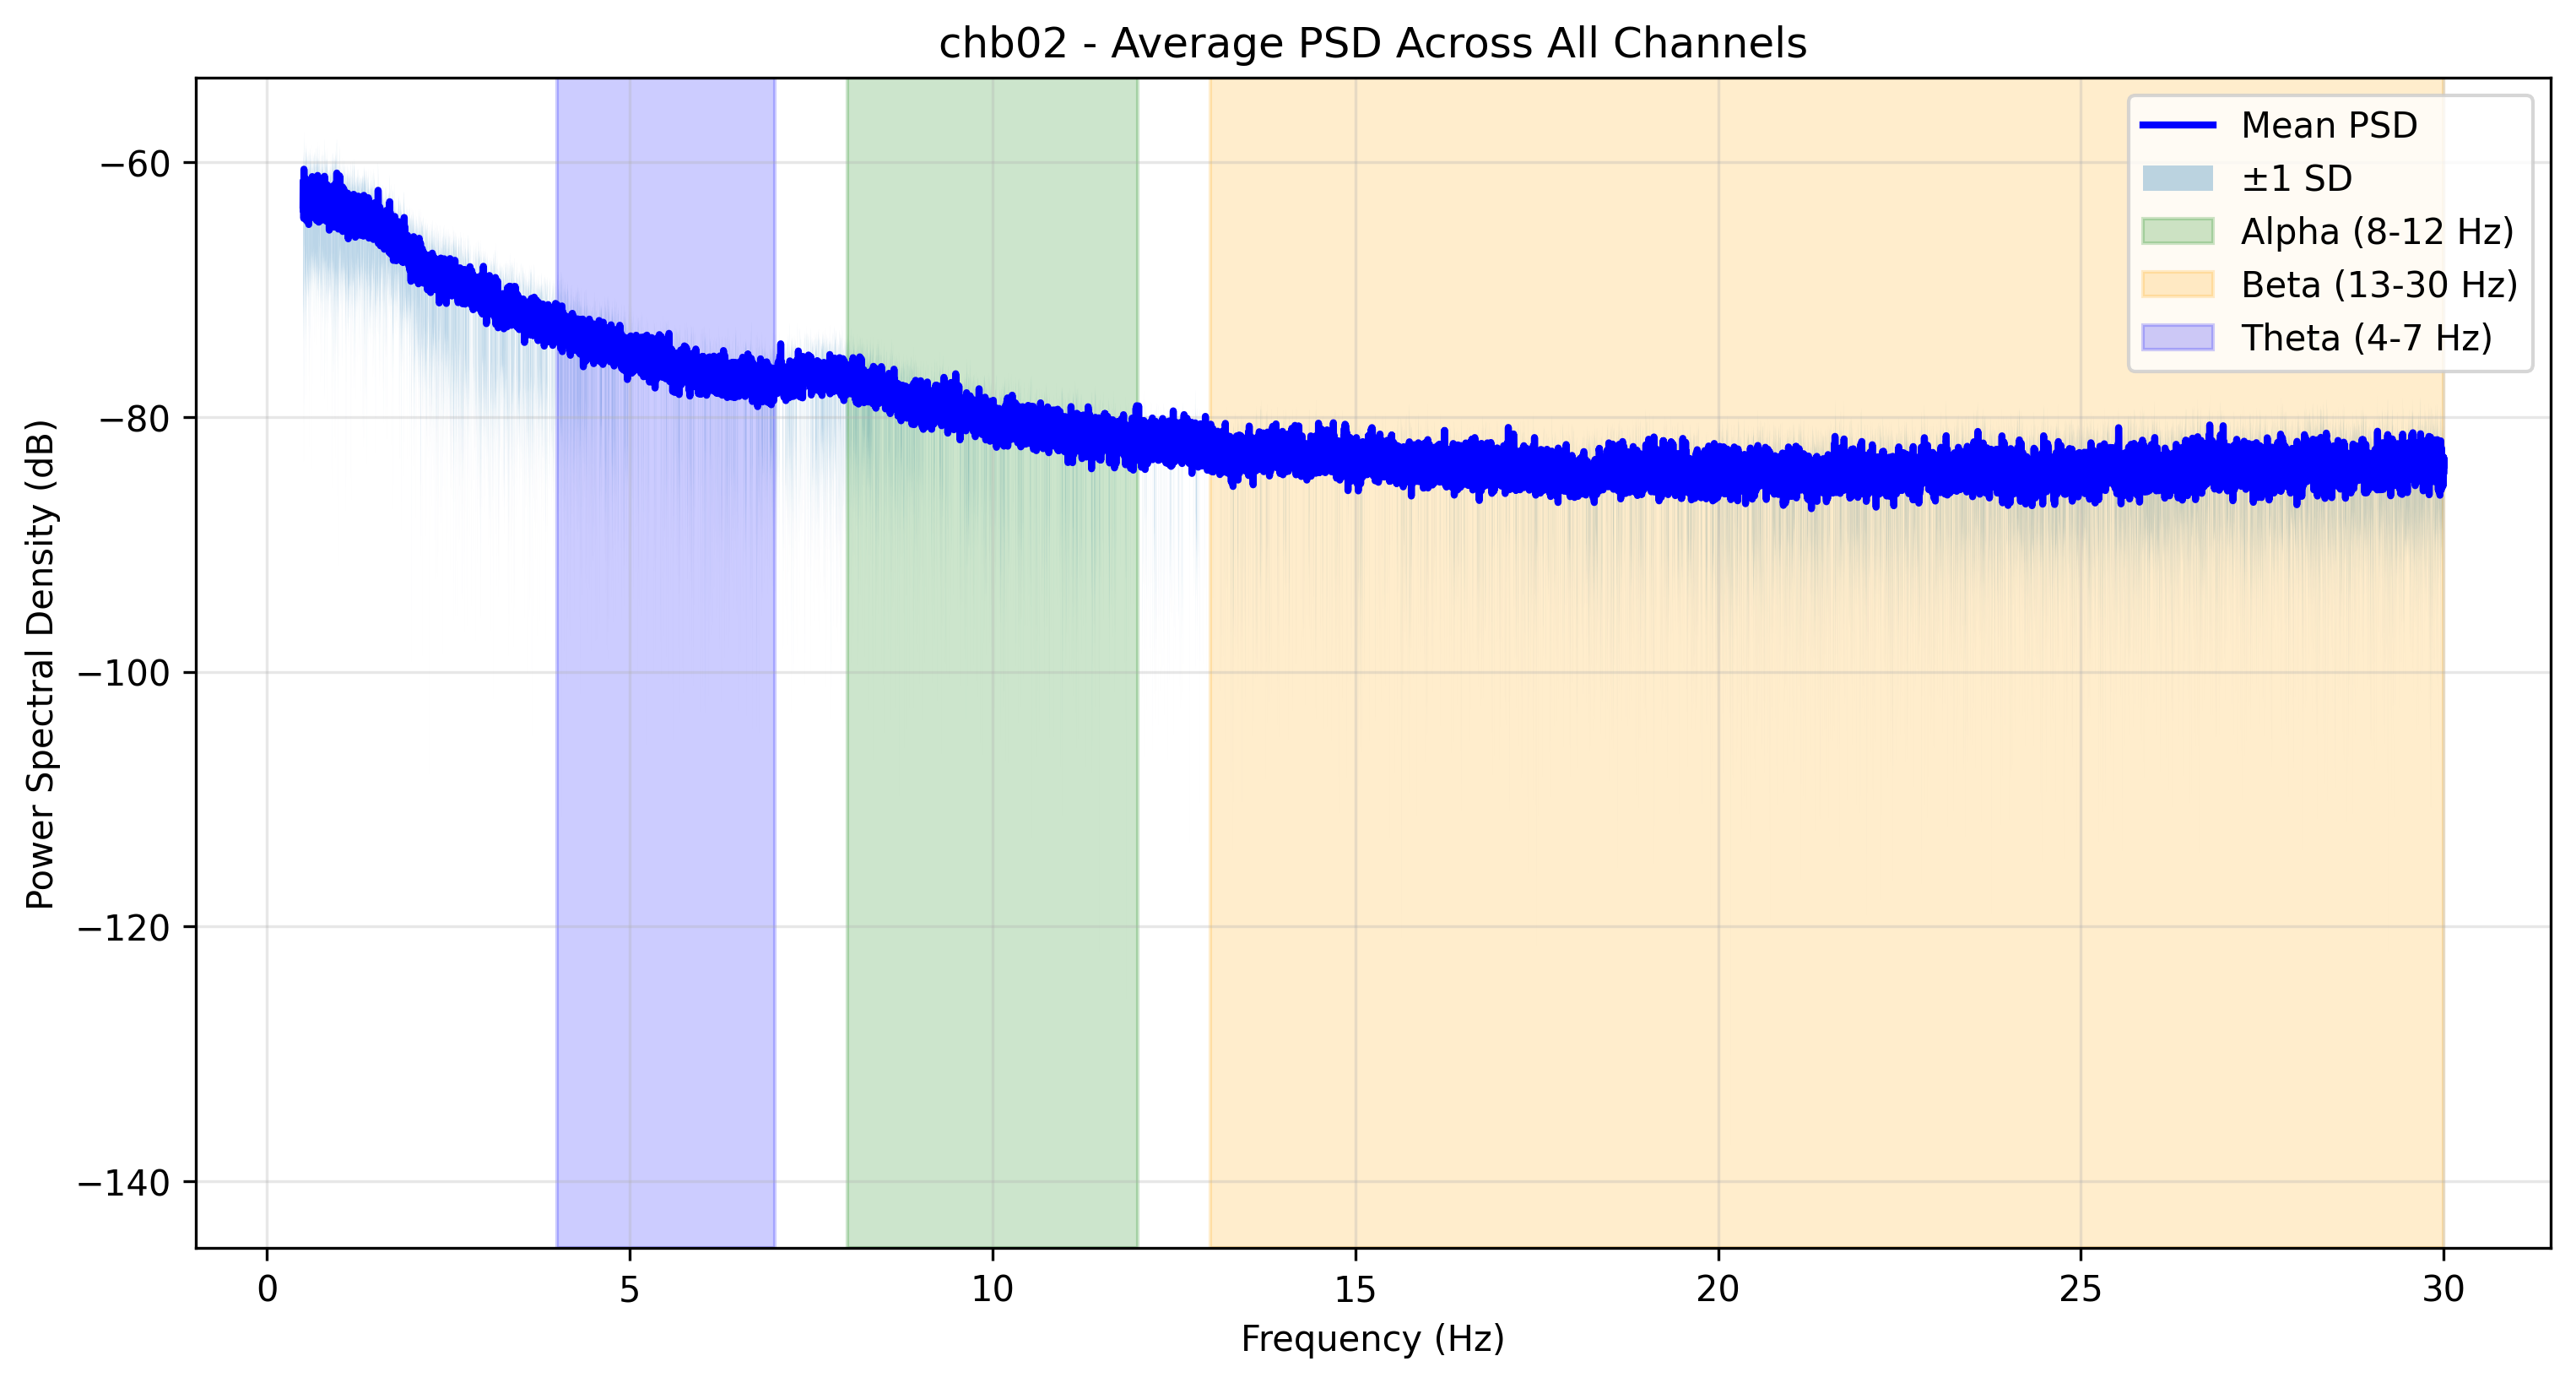 chb02 - Average PSD Across All Channels
Mean PSD
±1 SD
Alpha (8-12 Hz)
Beta (13-30 Hz)
Theta (4-7 Hz)
Power Spectral Density (dB)
−60
−80
−100
−120
−140
0 5 10 15 20 25 30
Frequency (Hz)